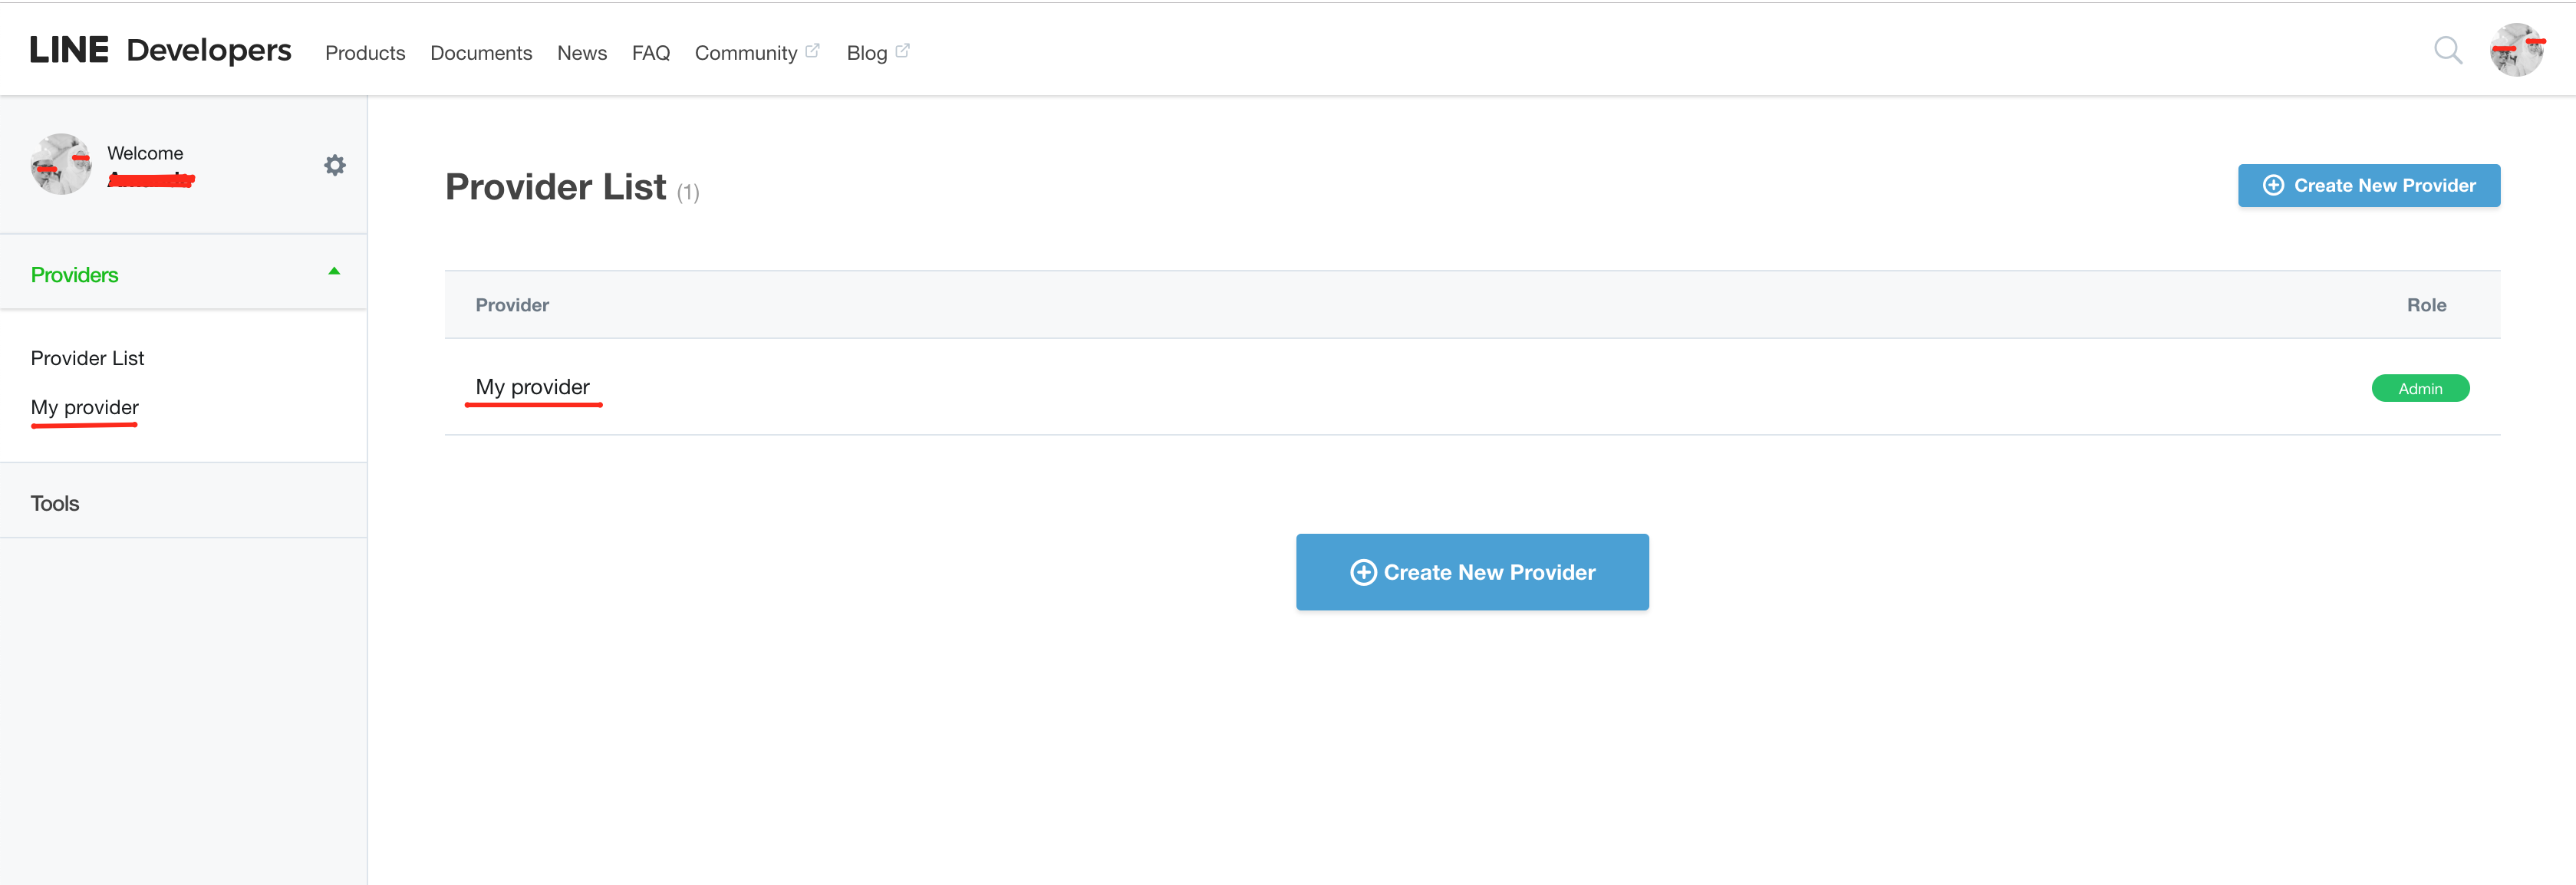 LINE Developers Products Documents News FAQ Community Blog
Welcome
Providers
Provider List
My provider
Tools
Provider List (1)
Create New Provider
Provider Role
My provider Admin
Create New Provider